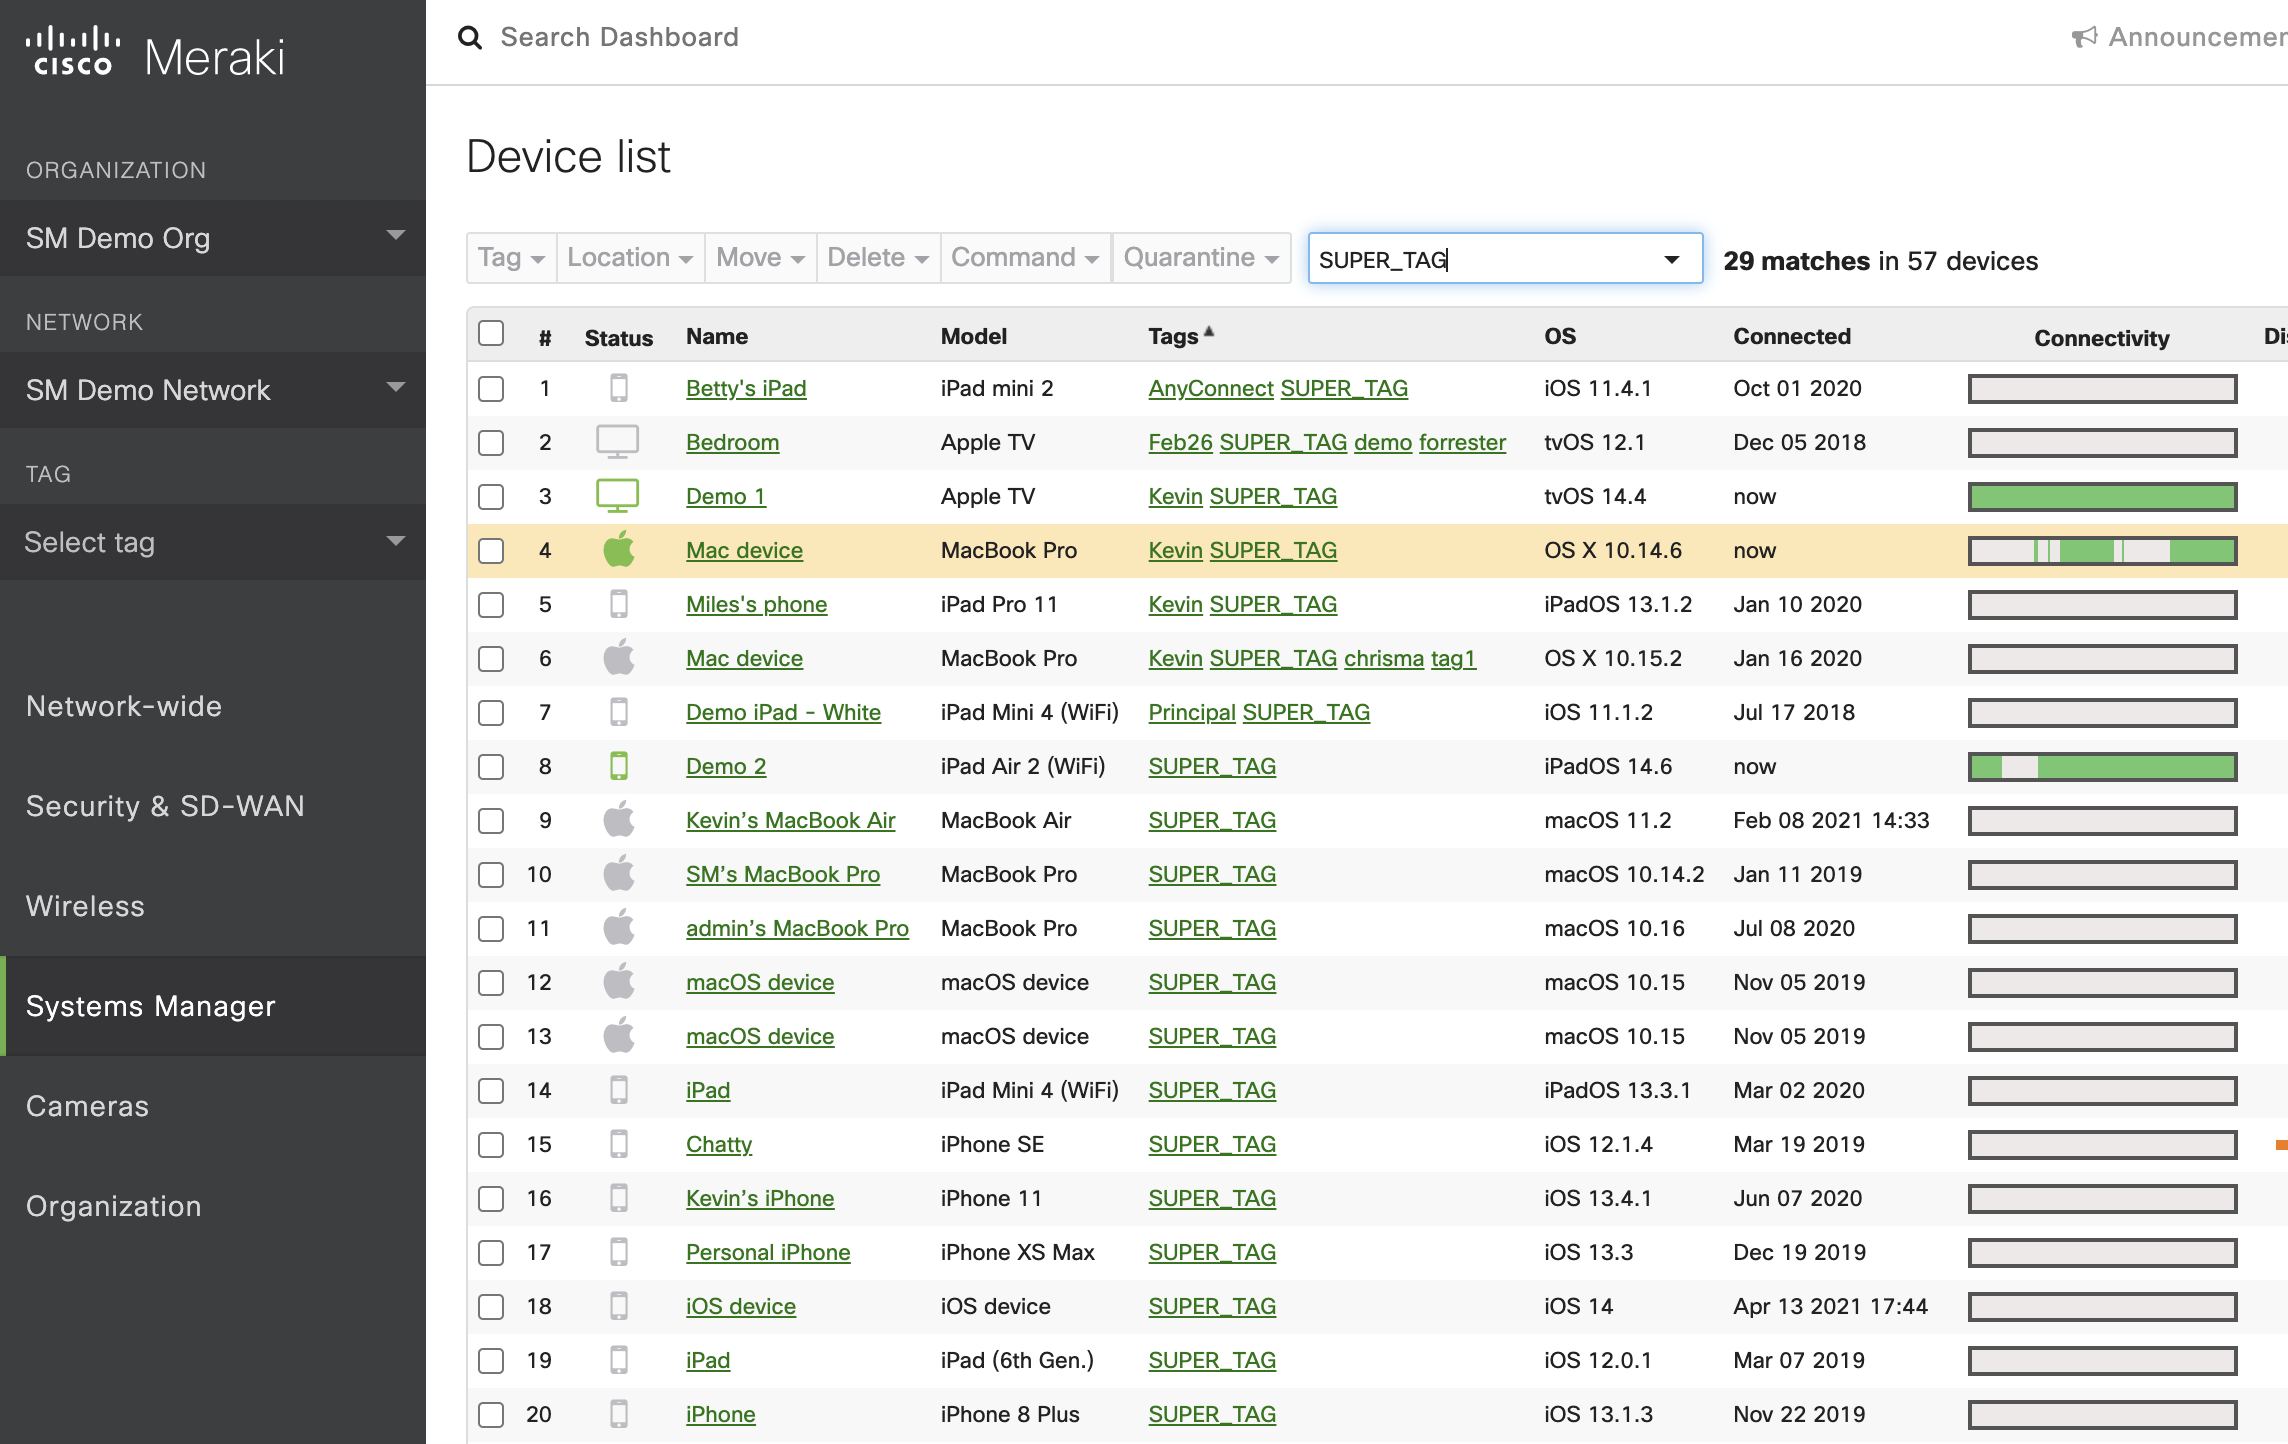 cisco Meraki
Search Dashboard
Announcemen
ORGANIZATION
SM Demo Org
NETWORK
SM Demo Network
TAG
Select tag
Network-wide
Security & SD-WAN
Wireless
Systems Manager
Cameras
Organization
Device list
Tag Location Move Delete Command Quarantine SUPER_TAG 29 matches in 57 devices
# Status Name Model Tags OS Connected Connectivity Dis
1 Betty's iPad iPad mini 2 AnyConnect SUPER_TAG iOS 11.4.1 Oct 01 2020
2 Bedroom Apple TV Feb26 SUPER_TAG demo forrester tvOS 12.1 Dec 05 2018
3 Demo 1 Apple TV Kevin SUPER_TAG tvOS 14.4 now
4 Mac device MacBook Pro Kevin SUPER_TAG OS X 10.14.6 now
5 Miles's phone iPad Pro 11 Kevin SUPER_TAG iPadOS 13.1.2 Jan 10 2020
6 Mac device MacBook Pro Kevin SUPER_TAG chrisma tag1 OS X 10.15.2 Jan 16 2020
7 Demo iPad - White iPad Mini 4 (WiFi) Principal SUPER_TAG iOS 11.1.2 Jul 17 2018
8 Demo 2 iPad Air 2 (WiFi) SUPER_TAG iPadOS 14.6 now
9 Kevin’s MacBook Air MacBook Air SUPER_TAG macOS 11.2 Feb 08 2021 14:33
10 SM’s MacBook Pro MacBook Pro SUPER_TAG macOS 10.14.2 Jan 11 2019
11 admin’s MacBook Pro MacBook Pro SUPER_TAG macOS 10.16 Jul 08 2020
12 macOS device macOS device SUPER_TAG macOS 10.15 Nov 05 2019
13 macOS device macOS device SUPER_TAG macOS 10.15 Nov 05 2019
14 iPad iPad Mini 4 (WiFi) SUPER_TAG iPadOS 13.3.1 Mar 02 2020
15 Chatty iPhone SE SUPER_TAG iOS 12.1.4 Mar 19 2019
16 Kevin’s iPhone iPhone 11 SUPER_TAG iOS 13.4.1 Jun 07 2020
17 Personal iPhone iPhone XS Max SUPER_TAG iOS 13.3 Dec 19 2019
18 iOS device iOS device SUPER_TAG iOS 14 Apr 13 2021 17:44
19 iPad iPad (6th Gen.) SUPER_TAG iOS 12.0.1 Mar 07 2019
20 iPhone iPhone 8 Plus SUPER_TAG iOS 13.1.3 Nov 22 2019